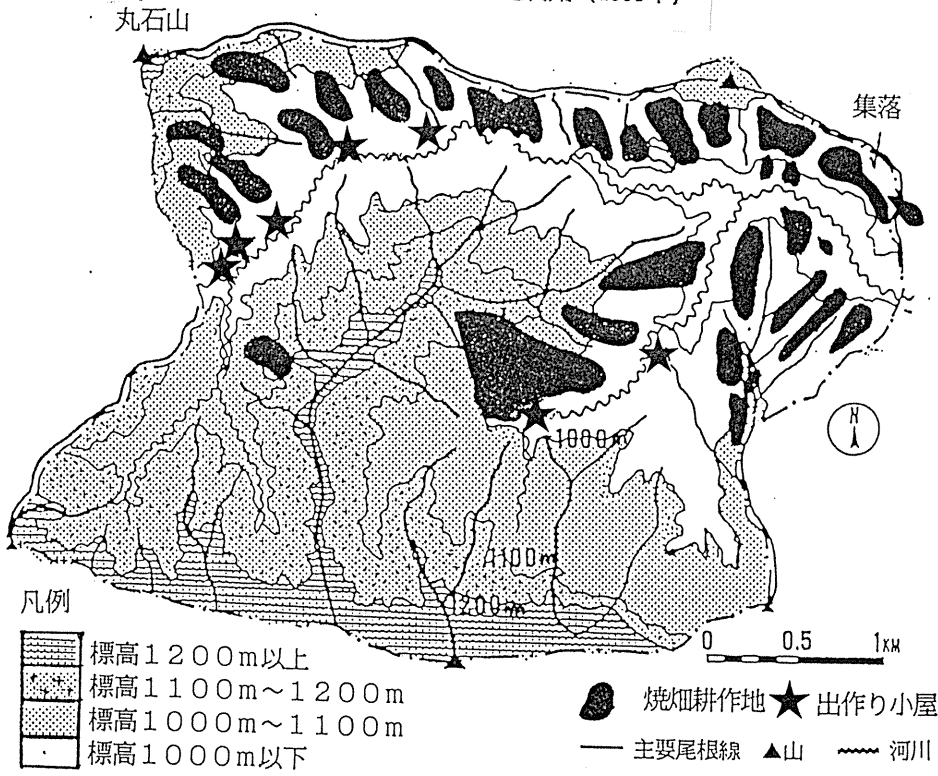 丸石山
集落
N
1000m
1100m
1200m
凡例
標高1200m以上
標高1100m～1200m
標高1000m～1100m
標高1000m以下
0 0.5 1KM
焼畑耕作地 出作り小屋
主要尾根線 山 河川